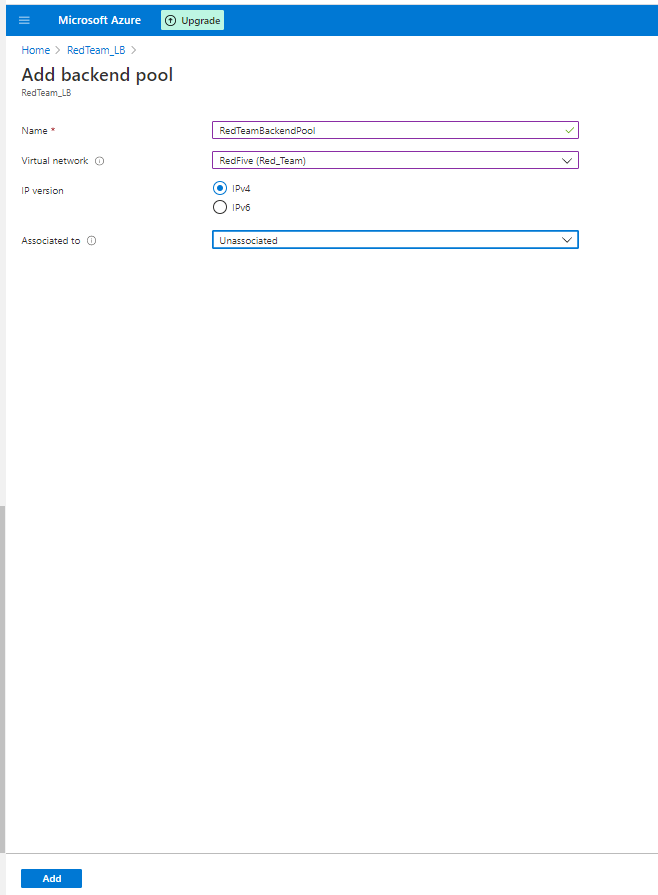 Microsoft Azure Upgrade
Home > RedTeam_LB >
Add backend pool
RedTeam_LB
Name * RedTeamBackendPool
Virtual network RedFive (Red_Team)
IP version IPv4
IPv6
Associated to Unassociated
Add